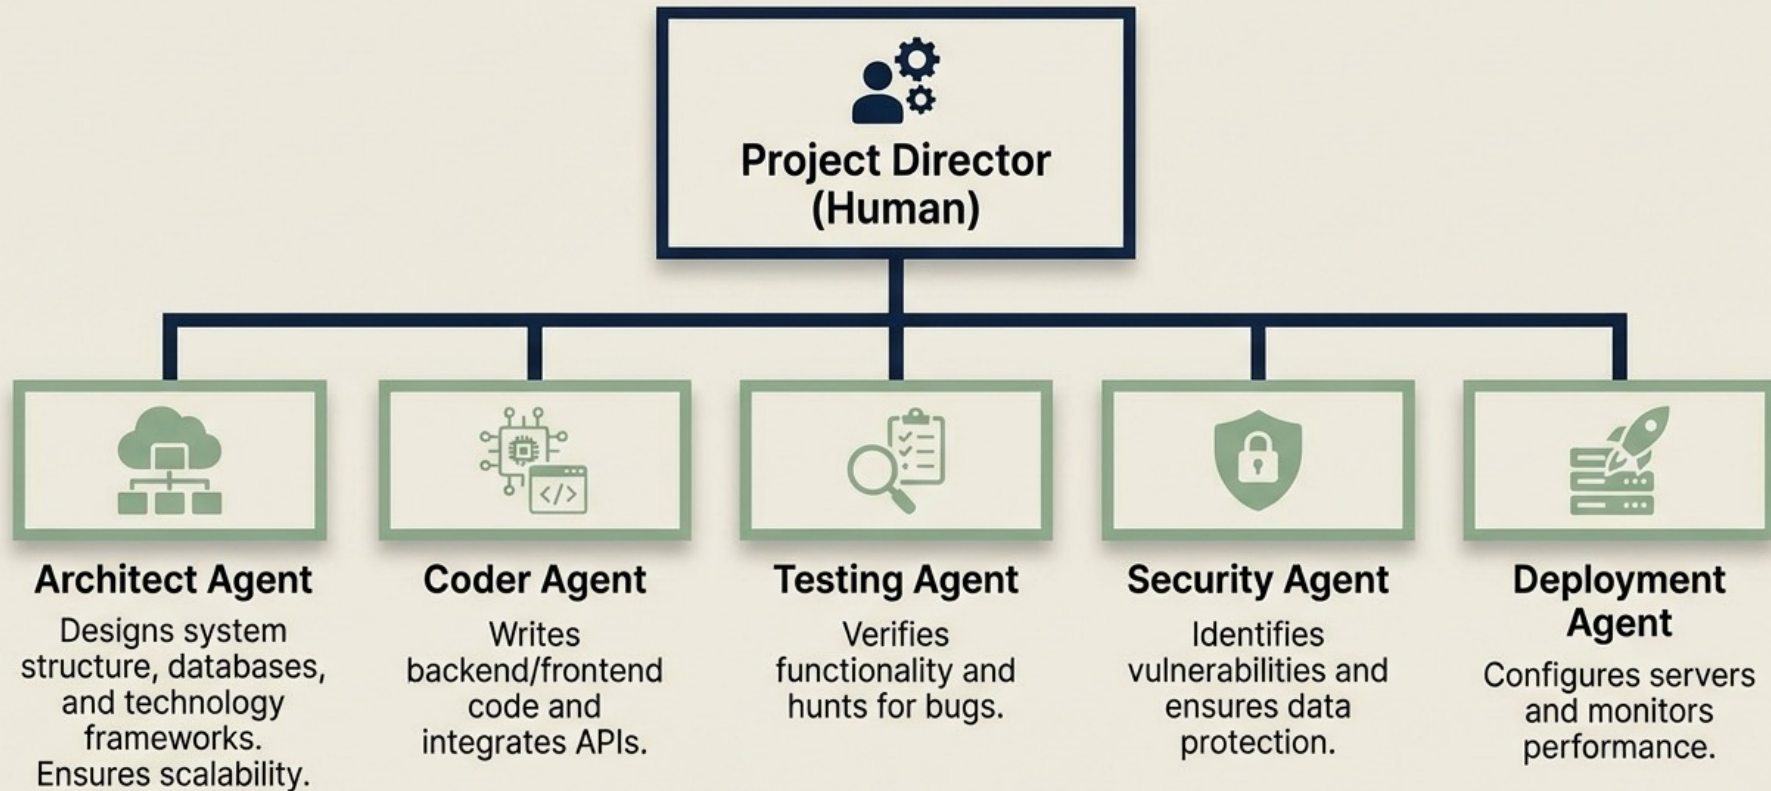 Project Director
(Human)
Architect Agent
Designs system
structure, databases,
and technology
frameworks.
Ensures scalability.
Coder Agent
Writes
backend/frontend
code and
integrates APIs.
Testing Agent
Verifies
functionality and
hunts for bugs.
Security Agent
Identifies
vulnerabilities and
ensures data
protection.
Deployment
Agent
Configures servers
and monitors
performance.